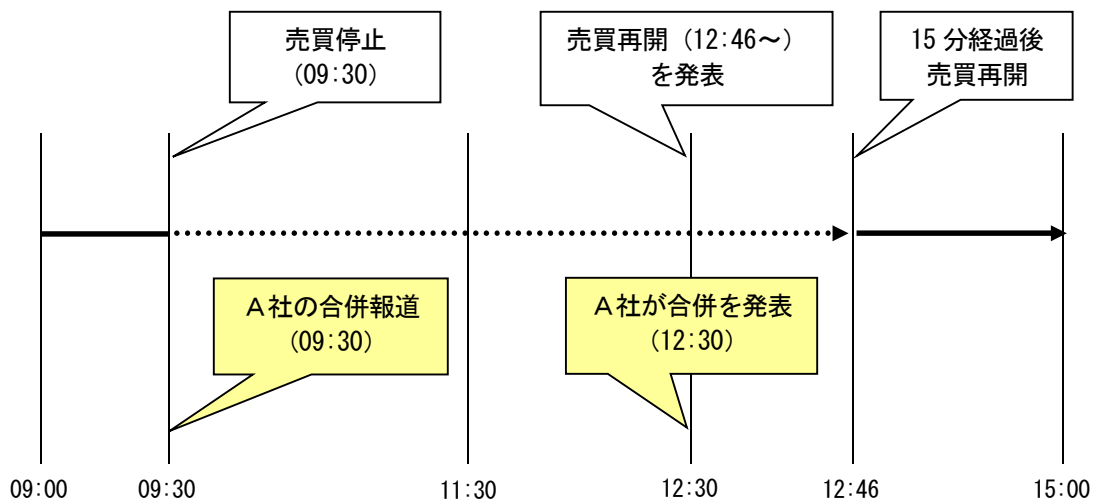 売買停止
(09:30)
売買再開（12:46～）
を発表
15 分経過後
売買再開
Ａ社の合併報道
（09:30）
Ａ社が合併を発表
（12:30）
09:00
09:30
11:30
12:30
12:46
15:00